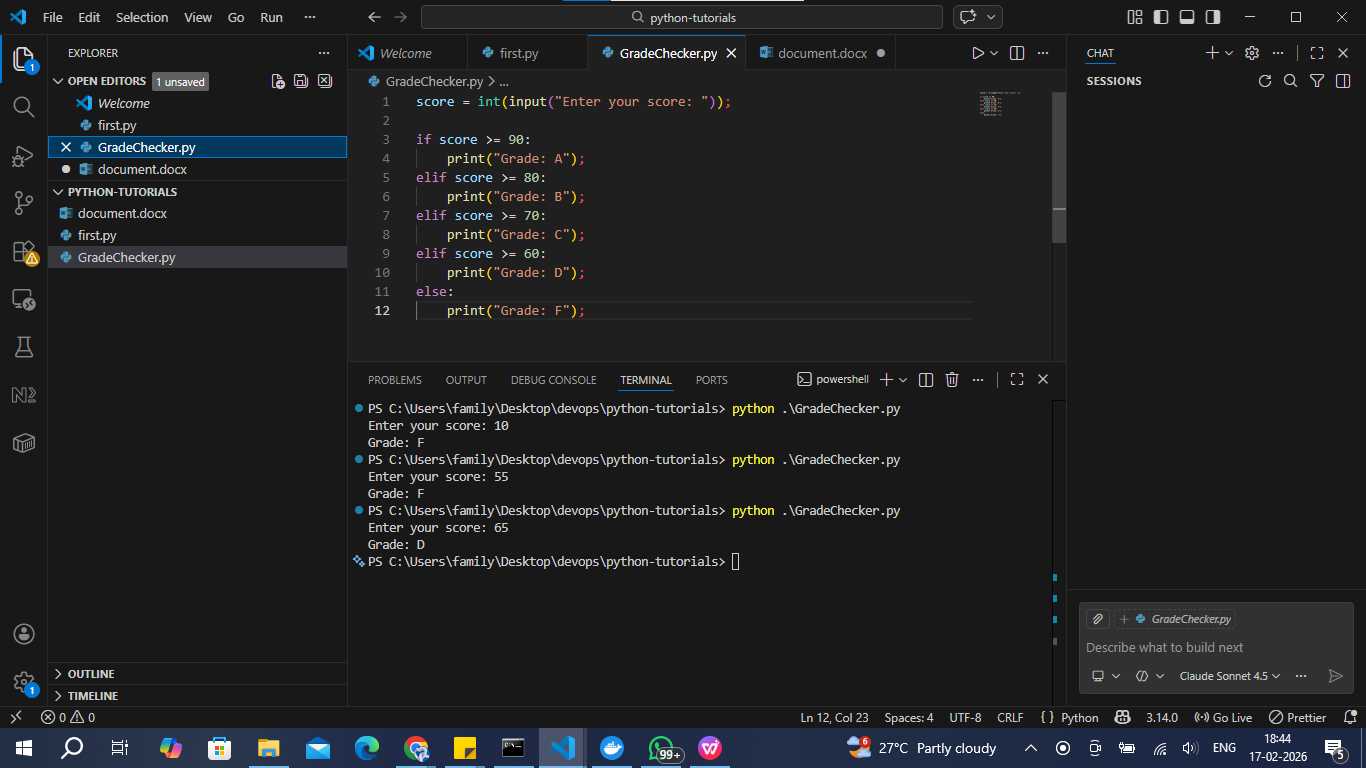 File Edit Selection View Go Run ···
python-tutorials
EXPLORER
OPEN EDITORS 1 unsaved
Welcome
first.py
GradeChecker.py
document.docx
PYTHON-TUTORIALS
document.docx
first.py
GradeChecker.py
OUTLINE
TIMELINE
Welcome first.py GradeChecker.py document.docx
GradeChecker.py > ...
1 score = int(input("Enter your score: "));
2
3 if score >= 90:
4 print("Grade: A");
5 elif score >= 80:
6 print("Grade: B");
7 elif score >= 70:
8 print("Grade: C");
9 elif score >= 60:
10 print("Grade: D");
11 else:
12 print("Grade: F");
PROBLEMS OUTPUT DEBUG CONSOLE TERMINAL PORTS
powershell
PS C:\Users\family\Desktop\devops\python-tutorials> python .\GradeChecker.py
Enter your score: 10
Grade: F
PS C:\Users\family\Desktop\devops\python-tutorials> python .\GradeChecker.py
Enter your score: 55
Grade: F
PS C:\Users\family\Desktop\devops\python-tutorials> python .\GradeChecker.py
Enter your score: 65
Grade: D
PS C:\Users\family\Desktop\devops\python-tutorials>
CHAT
SESSIONS
GradeChecker.py
Describe what to build next
Claude Sonnet 4.5
1
1
0 0
Ln 12, Col 23 Spaces: 4 UTF-8 CRLF { } Python 3.14.0 Go Live Prettier
99+
6
27°C Partly cloudy
ENG
18:44
17-02-2026
5